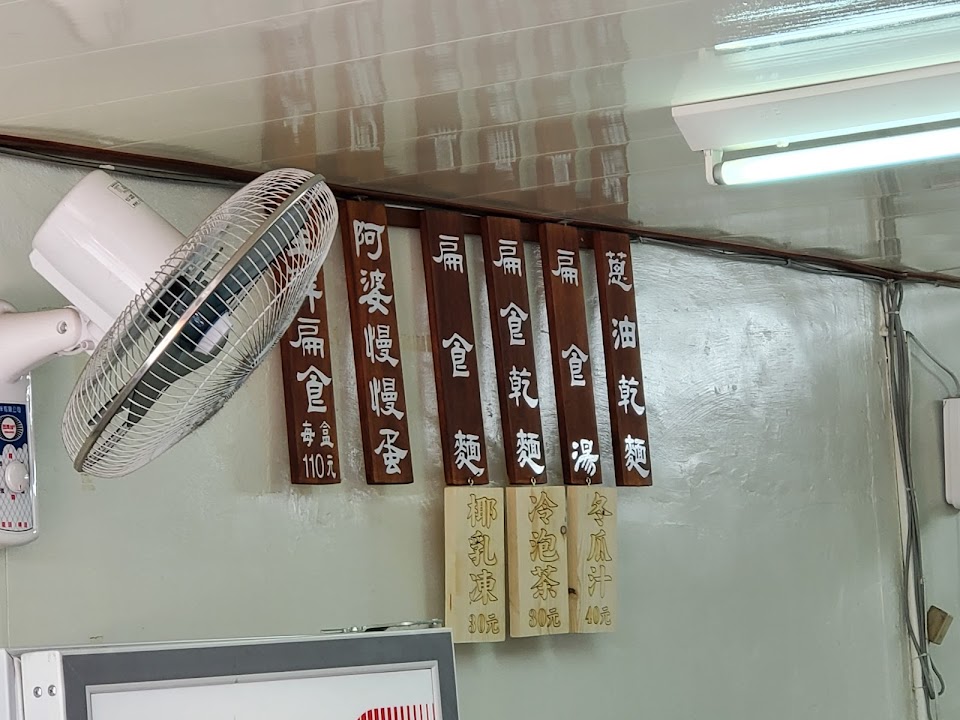 蔥油乾麵
扁食湯
扁食乾麵
扁食麵
阿婆慢慢蛋
扁食
每盒
110元
冬瓜汁
40元
冷泡茶
30元
椰乳凍
30元